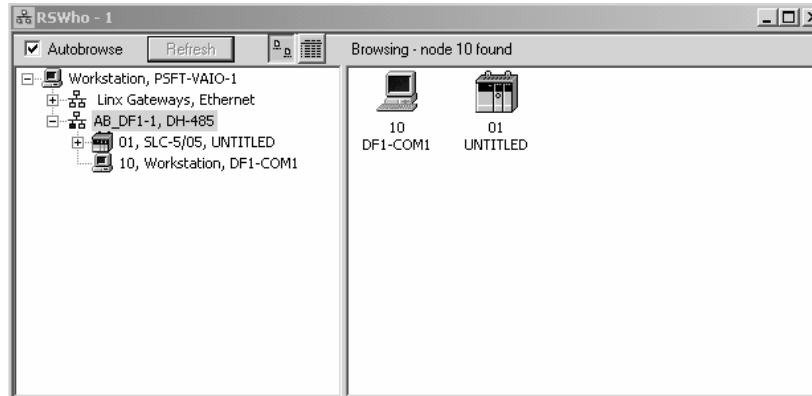 RSWho - 1
Autobrowse
Refresh
Browsing - node 10 found
Workstation, PSFT-VAIO-1
Linx Gateways, Ethernet
AB_DF1-1, DH-485
01, SLC-5/05, UNTITLED
10, Workstation, DF1-COM1
10
DF1-COM1
01
UNTITLED